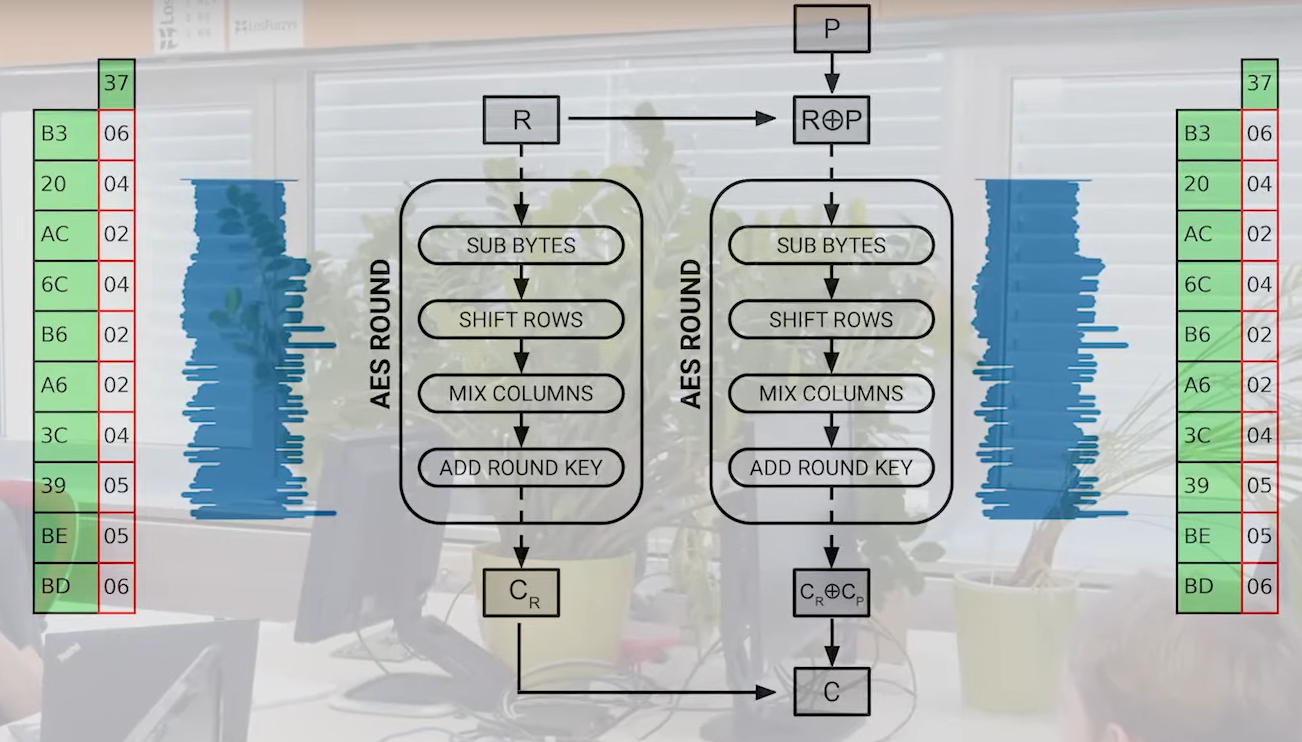 LosFuzzys
P
37
B3 06
20 04
AC 02
6C 04
B6 02
A6 02
3C 04
39 05
BE 05
BD 06
R
R⊕P
AES ROUND
SUB BYTES
SHIFT ROWS
MIX COLUMNS
ADD ROUND KEY
C_R
AES ROUND
SUB BYTES
SHIFT ROWS
MIX COLUMNS
ADD ROUND KEY
C_R⊕C_P
C
37
B3 06
20 04
AC 02
6C 04
B6 02
A6 02
3C 04
39 05
BE 05
BD 06